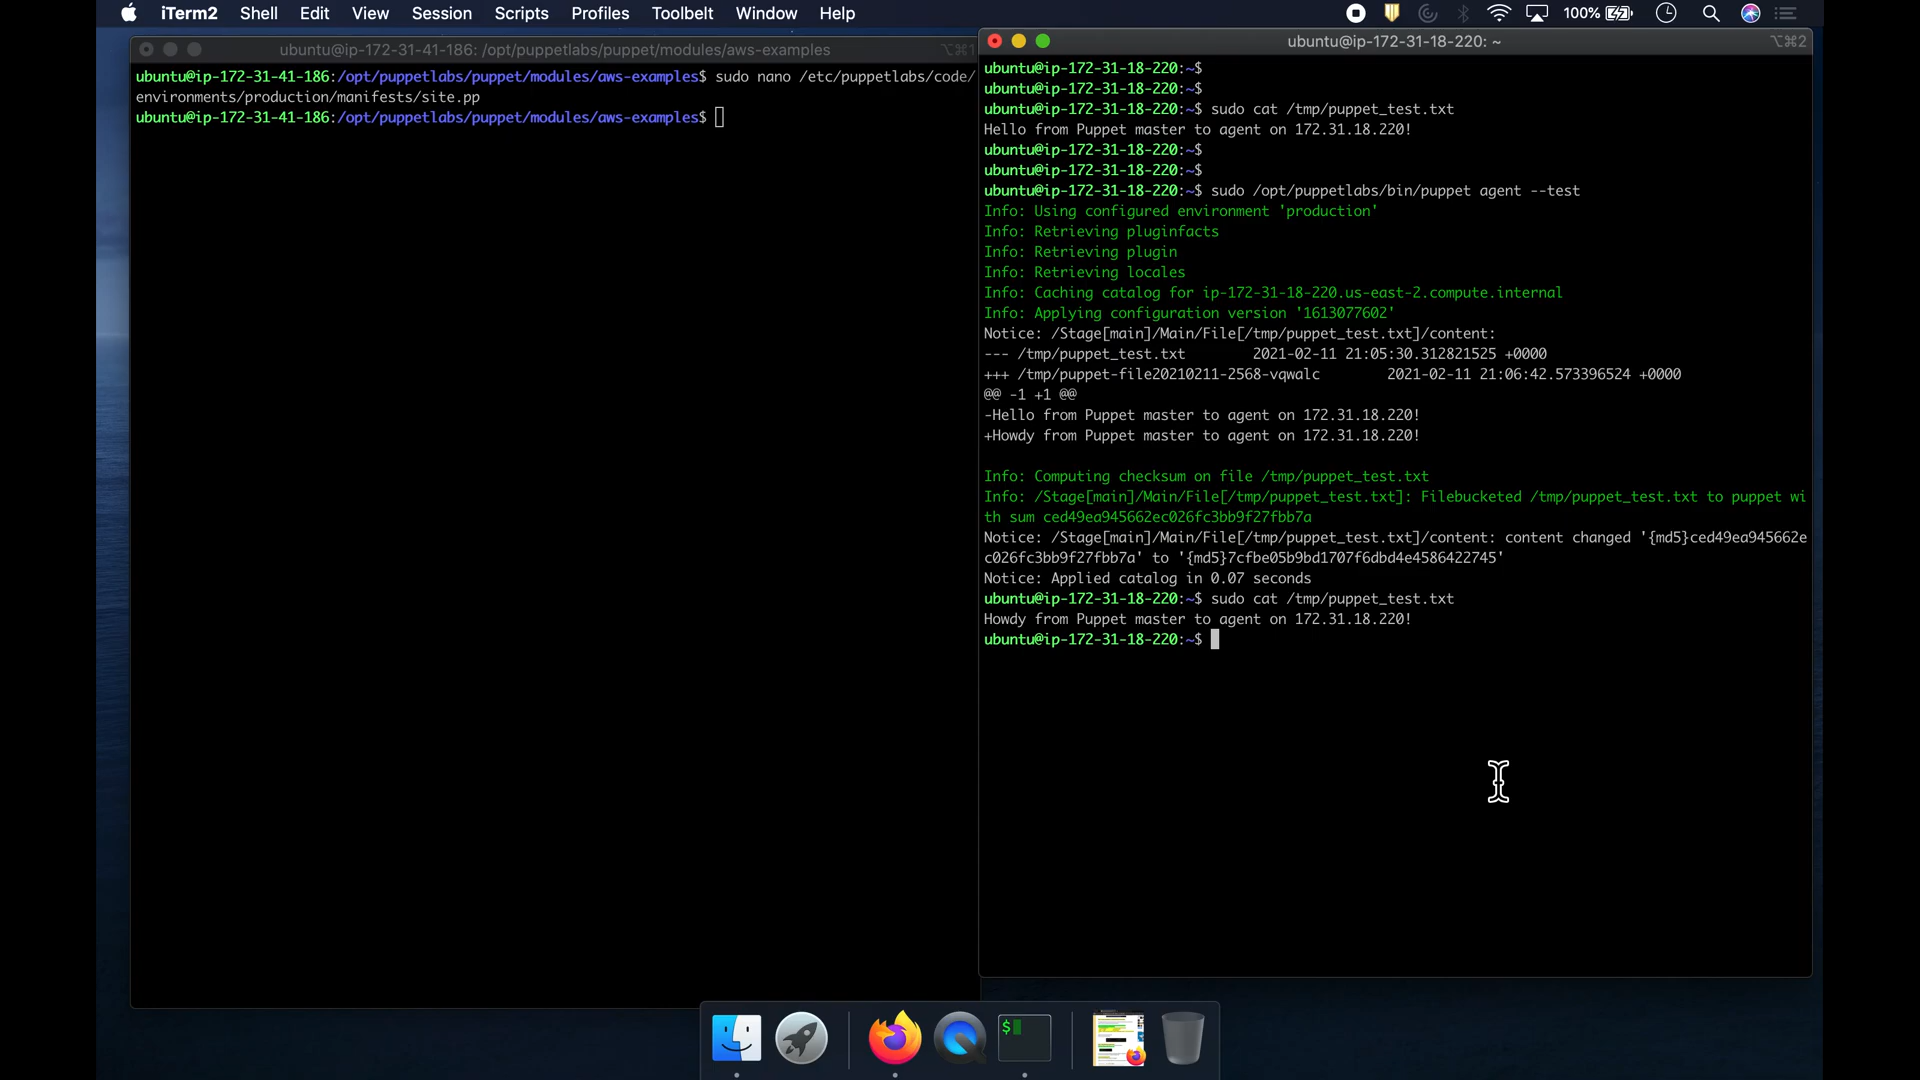 iTerm2 Shell Edit View Session Scripts Profiles Toolbelt Window Help 100%
ubuntu@ip-172-31-41-186: /opt/puppetlabs/puppet/modules/aws-examples ⌥⌘1
ubuntu@ip-172-31-41-186:/opt/puppetlabs/puppet/modules/aws-examples$ sudo nano /etc/puppetlabs/code/
environments/production/manifests/site.pp
ubuntu@ip-172-31-41-186:/opt/puppetlabs/puppet/modules/aws-examples$
ubuntu@ip-172-31-18-220: ~ ⌥⌘2
ubuntu@ip-172-31-18-220:~$
ubuntu@ip-172-31-18-220:~$
ubuntu@ip-172-31-18-220:~$ sudo cat /tmp/puppet_test.txt
Hello from Puppet master to agent on 172.31.18.220!
ubuntu@ip-172-31-18-220:~$
ubuntu@ip-172-31-18-220:~$
ubuntu@ip-172-31-18-220:~$ sudo /opt/puppetlabs/bin/puppet agent --test
Info: Using configured environment 'production'
Info: Retrieving pluginfacts
Info: Retrieving plugin
Info: Retrieving locales
Info: Caching catalog for ip-172-31-18-220.us-east-2.compute.internal
Info: Applying configuration version '1613077602'
Notice: /Stage[main]/Main/File[/tmp/puppet_test.txt]/content:
--- /tmp/puppet_test.txt 2021-02-11 21:05:30.312821525 +0000
+++ /tmp/puppet-file20210211-2568-vqwalc 2021-02-11 21:06:42.573396524 +0000
@@ -1 +1 @@
-Hello from Puppet master to agent on 172.31.18.220!
+Howdy from Puppet master to agent on 172.31.18.220!
Info: Computing checksum on file /tmp/puppet_test.txt
Info: /Stage[main]/Main/File[/tmp/puppet_test.txt]: Filebucketed /tmp/puppet_test.txt to puppet wi
th sum ced49ea945662ec026fc3bb9f27fbb7a
Notice: /Stage[main]/Main/File[/tmp/puppet_test.txt]/content: content changed '{md5}ced49ea945662e
c026fc3bb9f27fbb7a' to '{md5}7cfbe05b9bd1707f6dbd4e4586422745'
Notice: Applied catalog in 0.07 seconds
ubuntu@ip-172-31-18-220:~$ sudo cat /tmp/puppet_test.txt
Howdy from Puppet master to agent on 172.31.18.220!
ubuntu@ip-172-31-18-220:~$
$